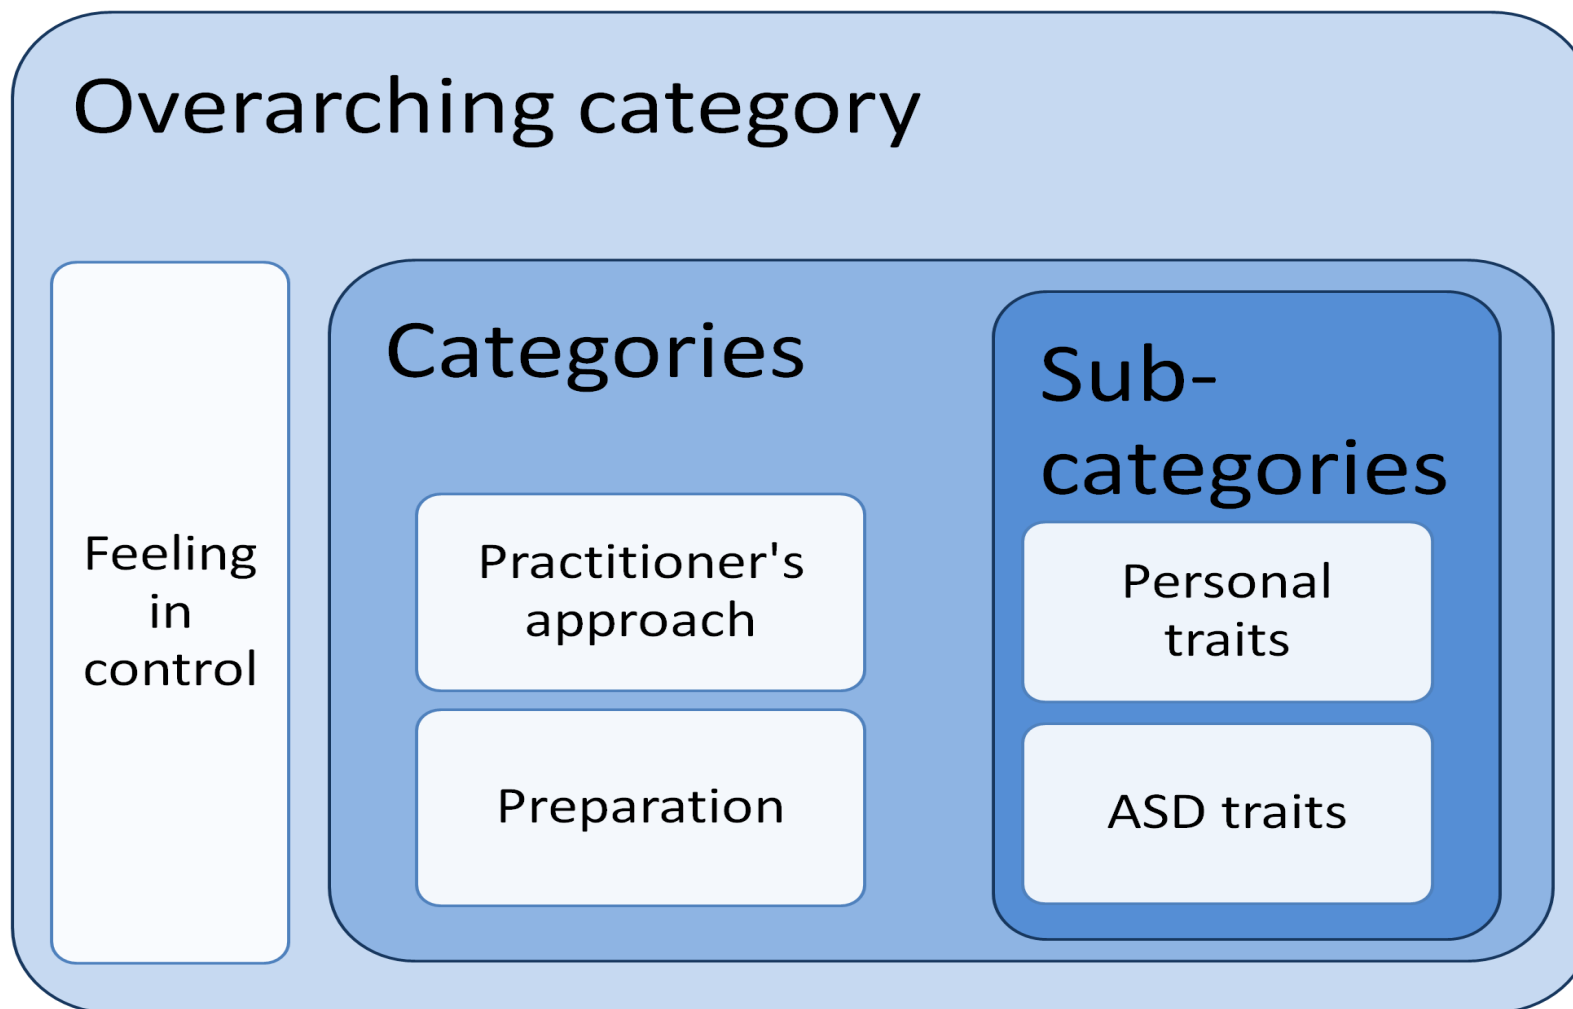 Overarching category
Feeling
in
control
Categories
Practitioner's
approach
Preparation
Sub-
categories
Personal
traits
ASD traits